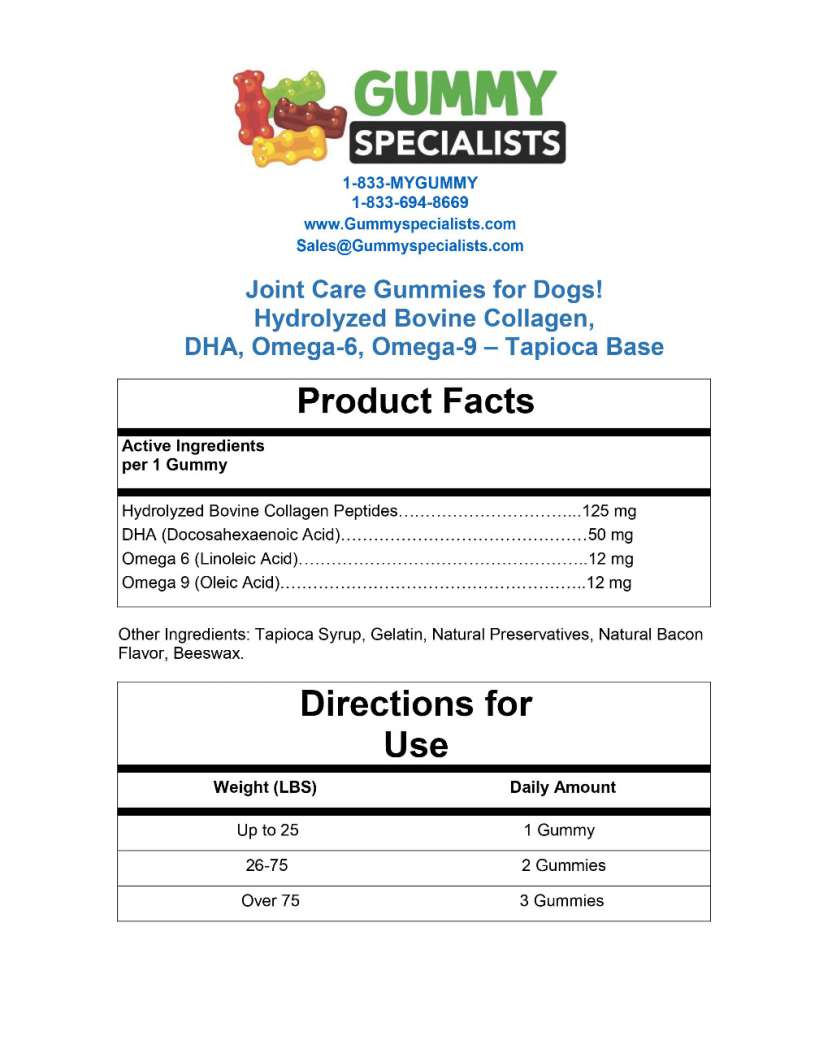 GUMMY
SPECIALISTS
1-833-MYGUMMY
1-833-694-8669
www.Gummyspecialists.com
Sales@Gummyspecialists.com
Joint Care Gummies for Dogs!
Hydrolyzed Bovine Collagen,
DHA, Omega-6, Omega-9 – Tapioca Base
Product Facts
Active Ingredients
per 1 Gummy
Hydrolyzed Bovine Collagen Peptides……………………………..125 mg
DHA (Docosahexaenoic Acid)………………………………………50 mg
Omega 6 (Linoleic Acid)……………………………………………..12 mg
Omega 9 (Oleic Acid)………………………………………………..12 mg
Other Ingredients: Tapioca Syrup, Gelatin, Natural Preservatives, Natural Bacon
Flavor, Beeswax.
Directions for
Use
Weight (LBS) Daily Amount
Up to 25 1 Gummy
26-75 2 Gummies
Over 75 3 Gummies